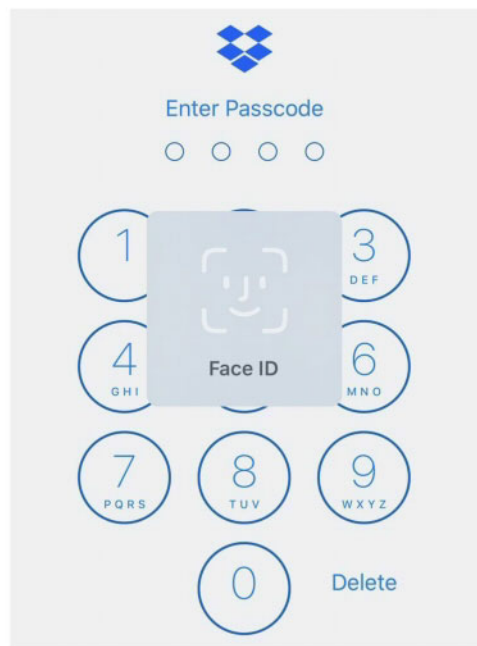 Enter Passcode
1 3
DEF
Face ID
4 6
GHI MNO
7 8 9
PQRS TUV WXYZ
0 Delete